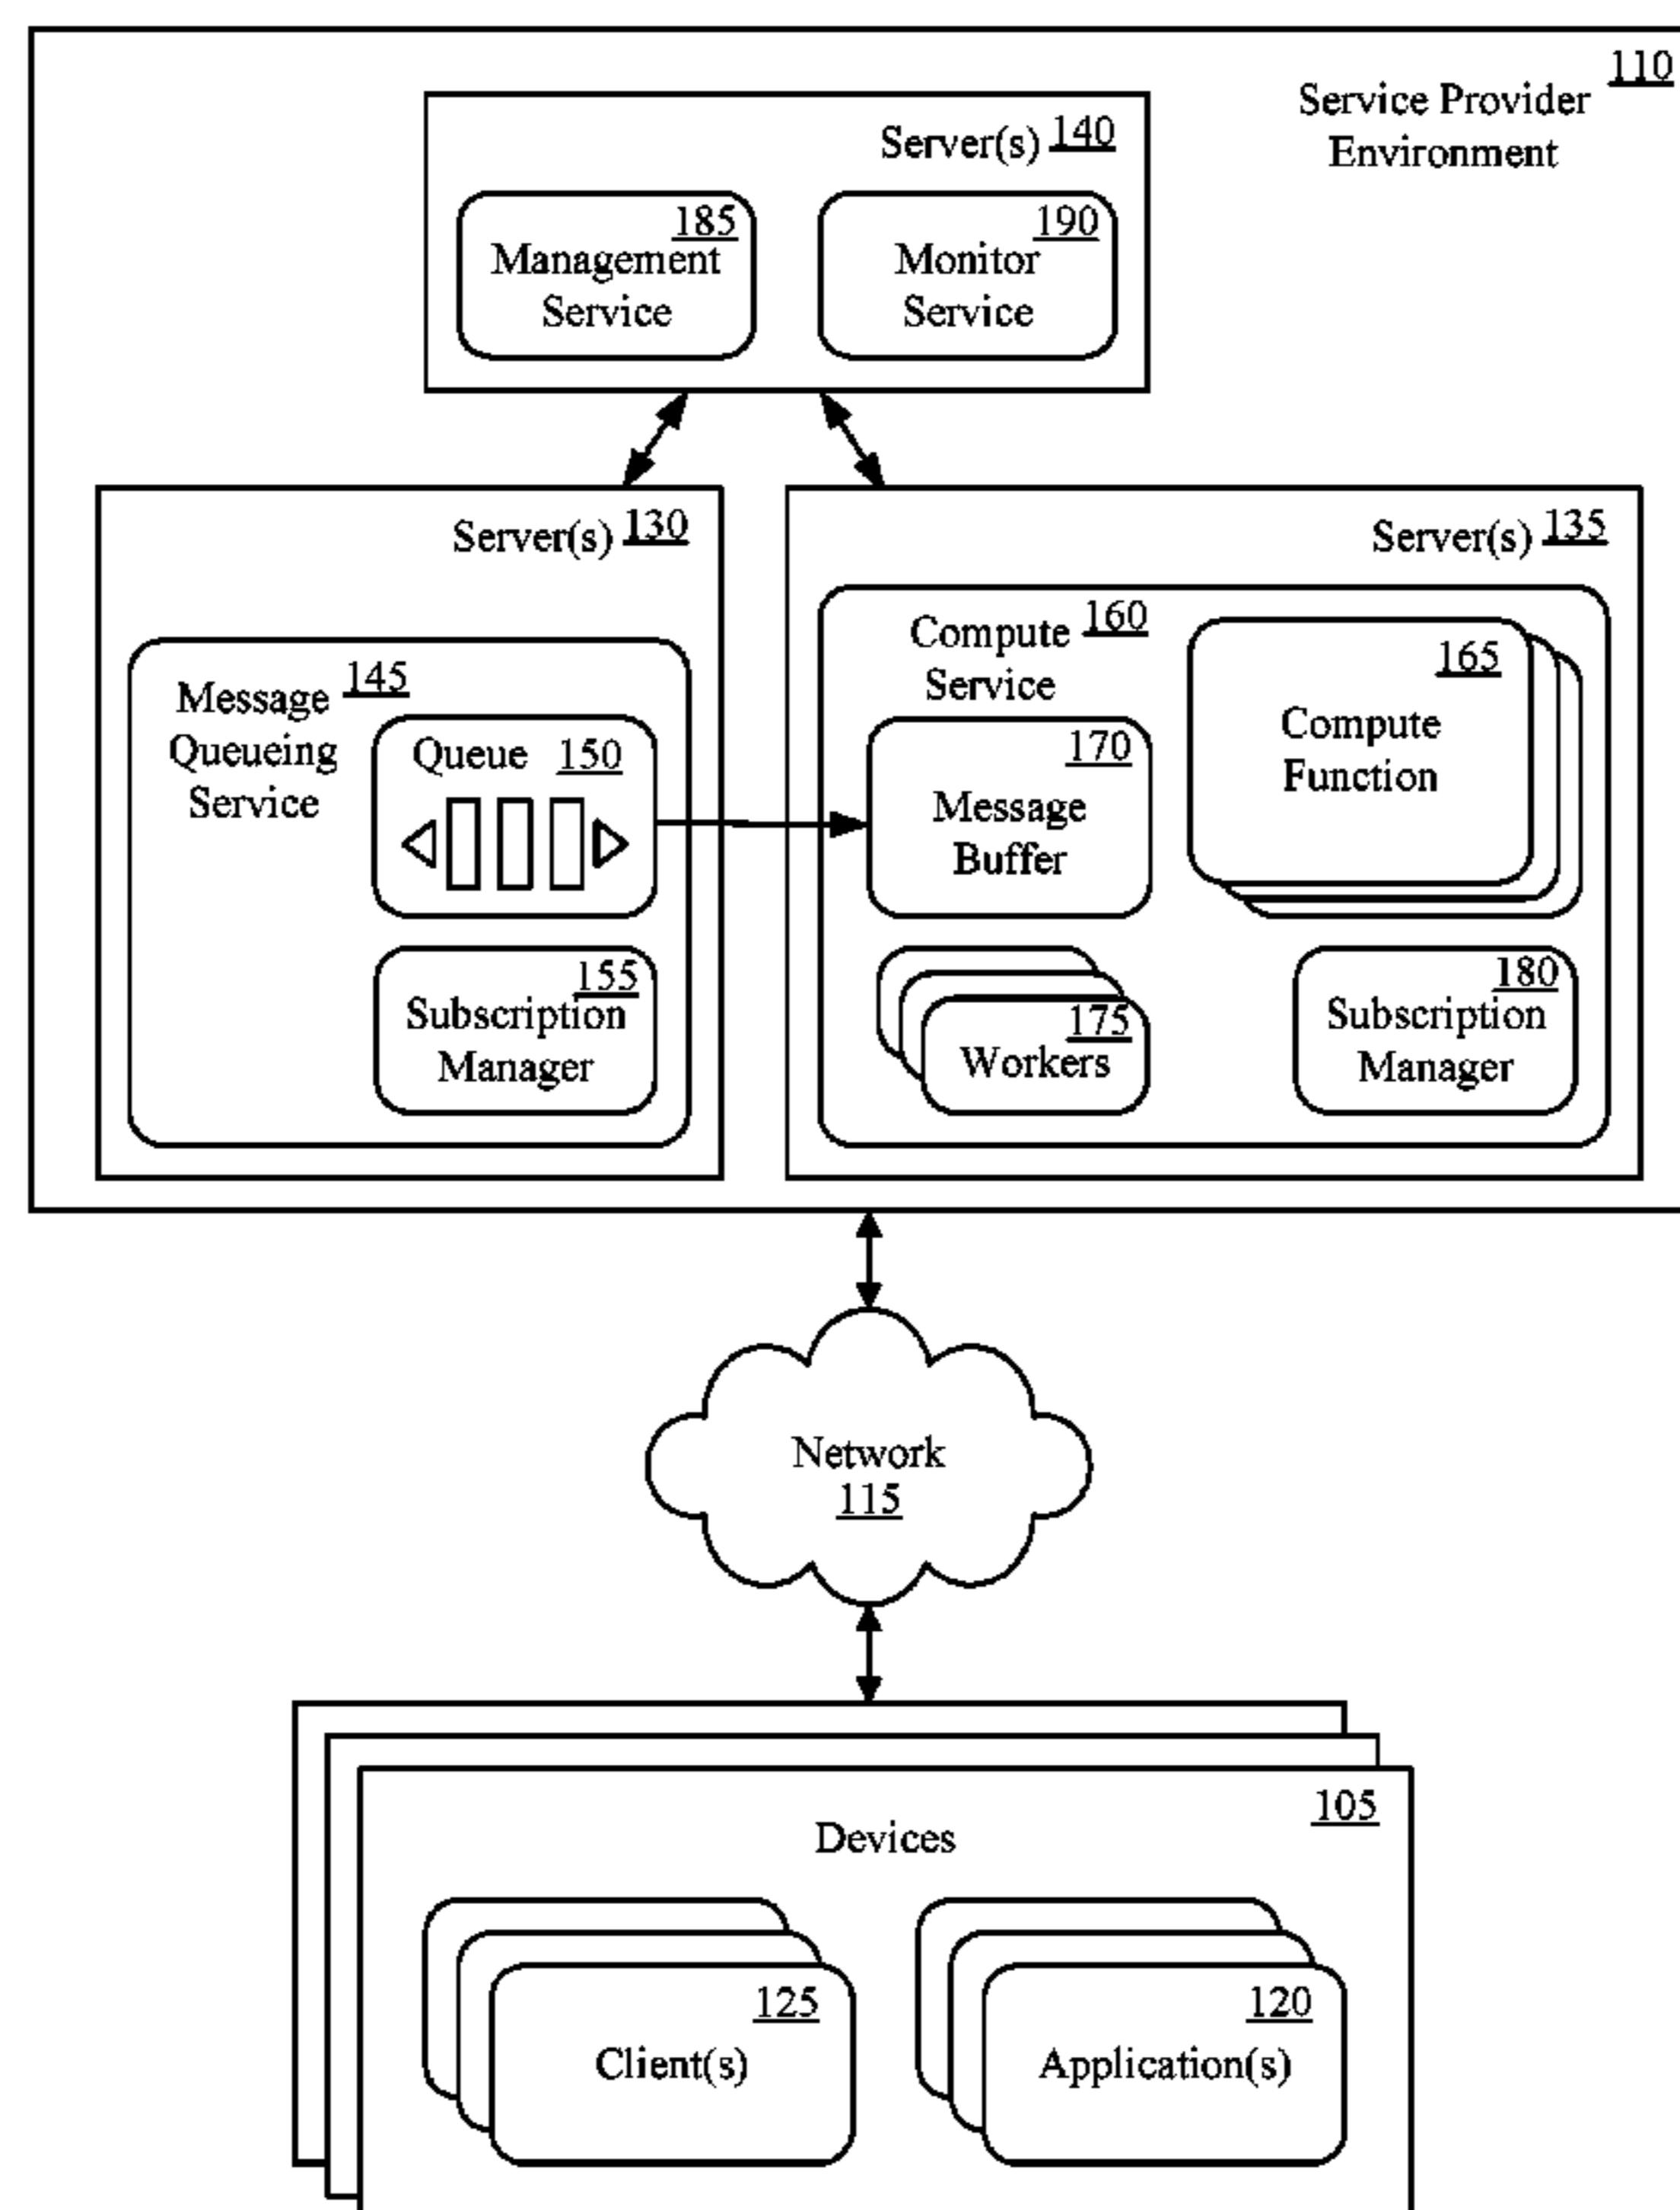 110
Service Provider
Environment
Server(s) 140
185
Management
Service
190
Monitor
Service
Server(s) 130
Message 145
Queueing
Service
Queue 150
155
Subscription
Manager
Server(s) 135
Compute 160
Service
165
Compute
Function
170
Message
Buffer
175
Workers
180
Subscription
Manager
Network
115
105
Devices
125
Client(s)
120
Application(s)